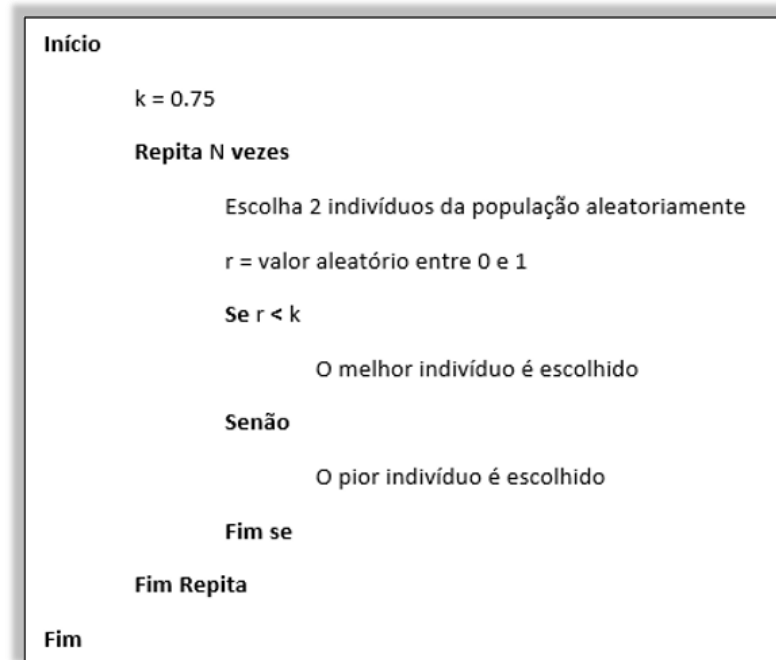 Início
k = 0.75
Repita N vezes
Escolha 2 indivíduos da população aleatoriamente
r = valor aleatório entre 0 e 1
Se r < k
O melhor indivíduo é escolhido
Senão
O pior indivíduo é escolhido
Fim se
Fim Repita
Fim